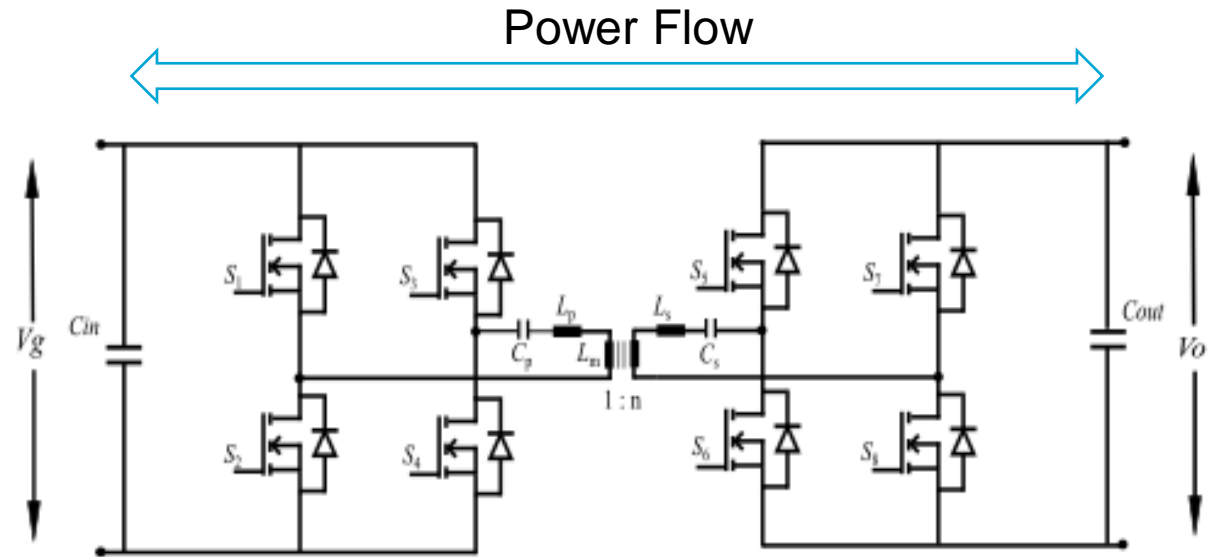 Power Flow
S1
S3
S5
S7
Vg
Cin
Cp
Lp
Lm
Ls
Cs
1 : n
Cout
Vo
S2
S4
S6
S8